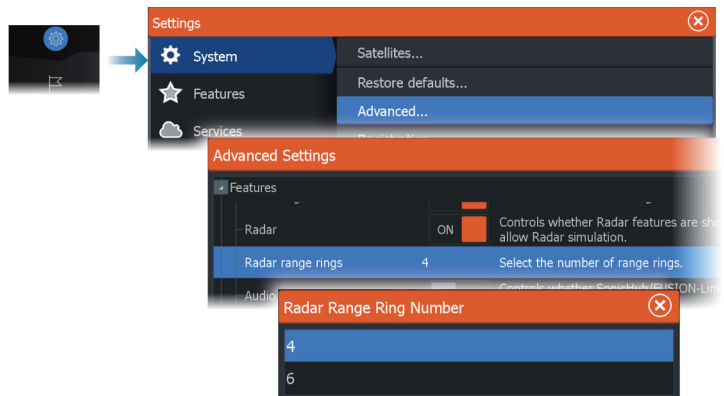 Settings
System
Satellites...
Features
Restore defaults...
Advanced...
Services
Advanced Settings
Features
Radar
ON
Controls whether Radar features are
allow Radar simulation.
Radar range rings
4
Select the number of range rings.
Audio
Controls whether SonicHub/FUSION-Link
Radar Range Ring Number
4
6